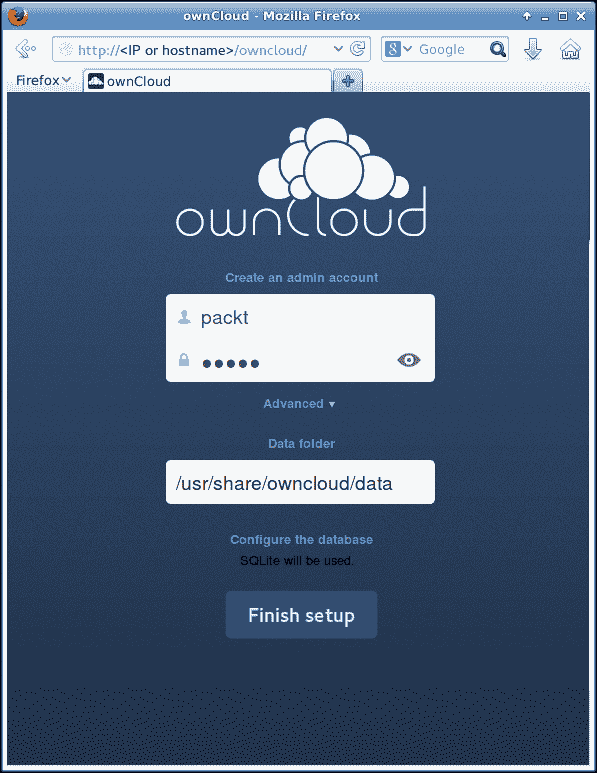 ownCloud - Mozilla Firefox
http://<IP or hostname>/owncloud/
8 Google
Firefox
ownCloud
ownCloud
Create an admin account
packt
●●●●●
Advanced ▾
Data folder
/usr/share/owncloud/data
Configure the database
SQLite will be used.
Finish setup